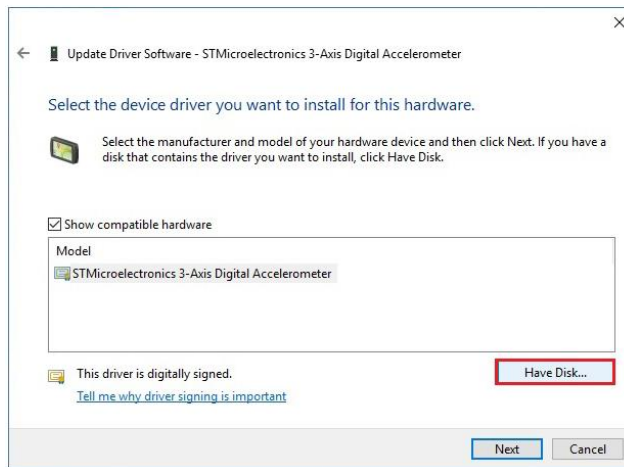 Update Driver Software - STMicroelectronics 3-Axis Digital Accelerometer
Select the device driver you want to install for this hardware.
Select the manufacturer and model of your hardware device and then click Next. If you have a
disk that contains the driver you want to install, click Have Disk.
Show compatible hardware
Model
STMicroelectronics 3-Axis Digital Accelerometer
This driver is digitally signed.
Have Disk...
Tell me why driver signing is important
Next
Cancel